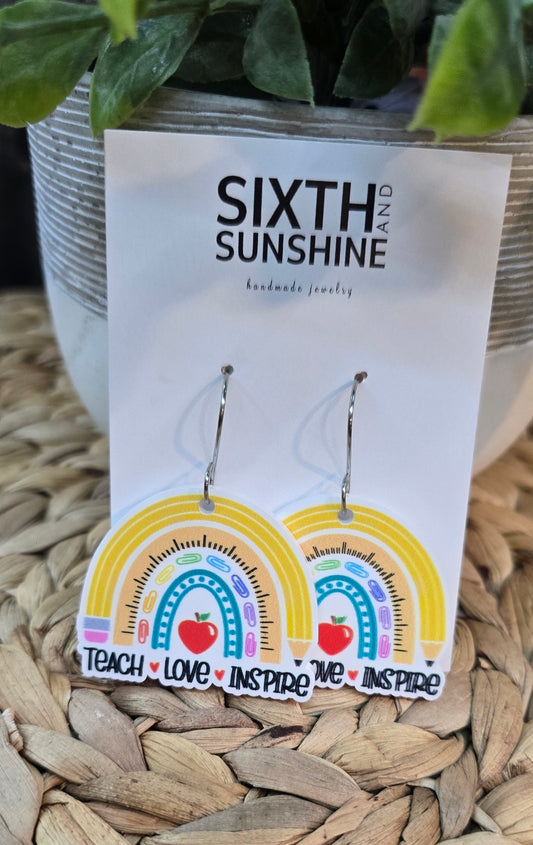 SIXTH AND
SUNSHINE
handmade jewelry
TEACH ♥ LOVE ♥ INSPIRE
OVE ♥ INSPIRE